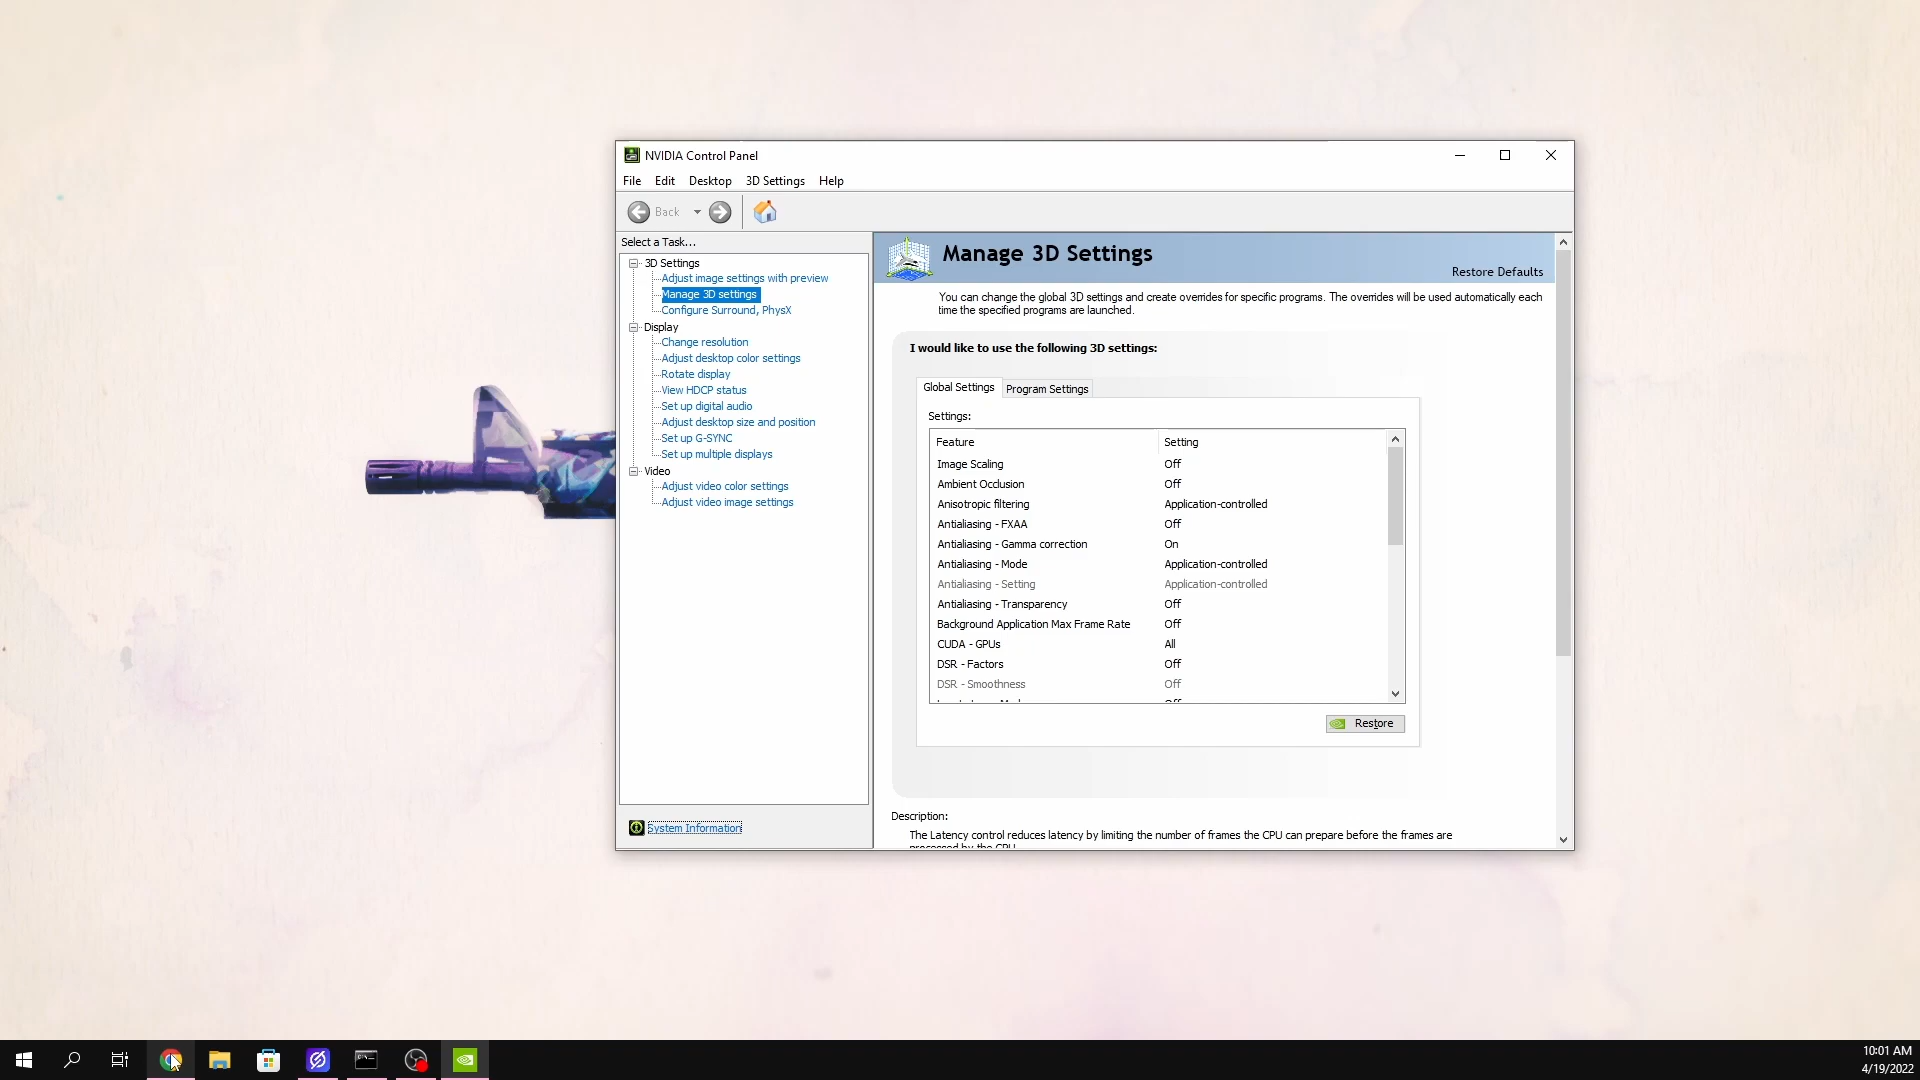 NVIDIA Control Panel
File Edit Desktop 3D Settings Help
Back
Select a Task...
3D Settings
Adjust image settings with preview
Manage 3D settings
Configure Surround, PhysX
Display
Change resolution
Adjust desktop color settings
Rotate display
View HDCP status
Set up digital audio
Adjust desktop size and position
Set up G-SYNC
Set up multiple displays
Video
Adjust video color settings
Adjust video image settings
System Information
Manage 3D Settings
Restore Defaults
You can change the global 3D settings and create overrides for specific programs. The overrides will be used automatically each
time the specified programs are launched.
I would like to use the following 3D settings:
Global Settings Program Settings
Settings:
Feature Setting
Image Scaling Off
Ambient Occlusion Off
Anisotropic filtering Application-controlled
Antialiasing - FXAA Off
Antialiasing - Gamma correction On
Antialiasing - Mode Application-controlled
Antialiasing - Setting Application-controlled
Antialiasing - Transparency Off
Background Application Max Frame Rate Off
CUDA - GPUs All
DSR - Factors Off
DSR - Smoothness Off
Restore
Description:
The Latency control reduces latency by limiting the number of frames the CPU can prepare before the frames are
processed by the CPU.
10:01 AM
4/19/2022